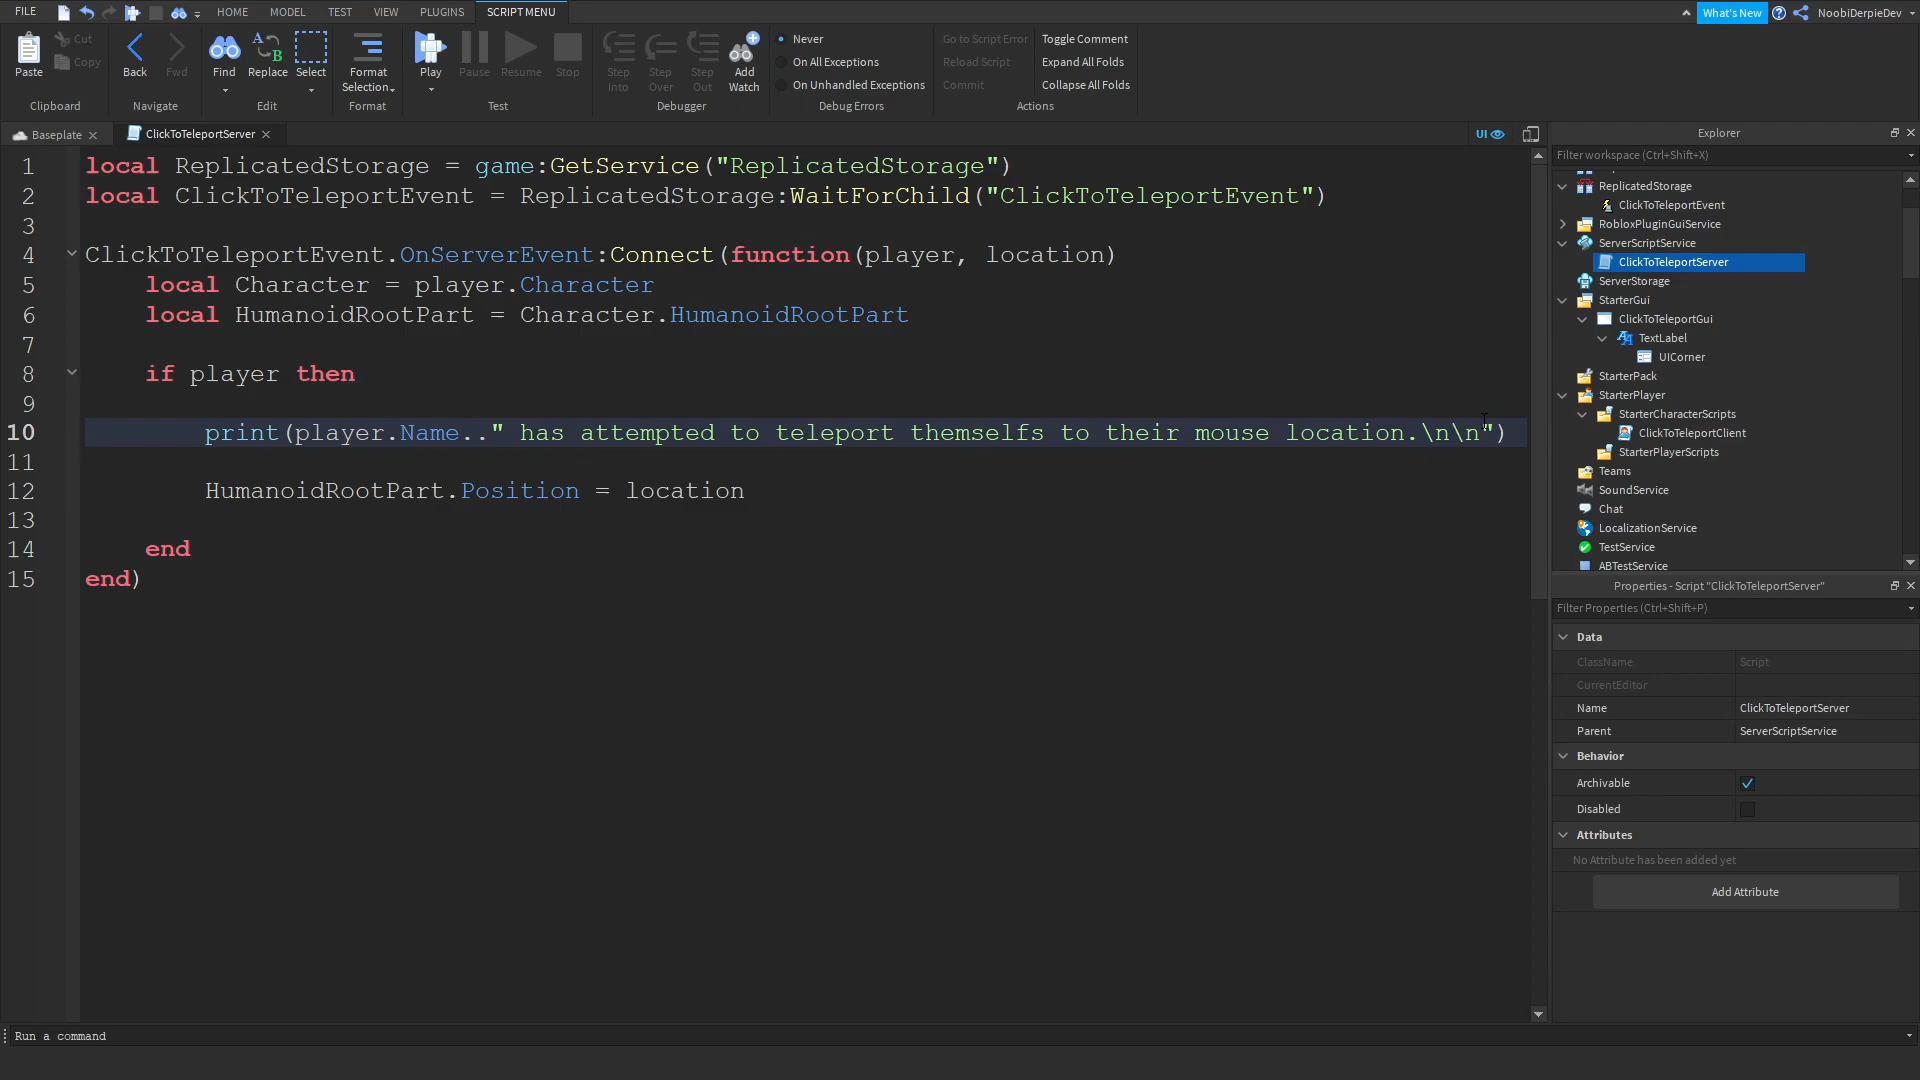 FILE
HOME
MODEL
TEST
VIEW
PLUGINS
SCRIPT MENU
What's New
NoobiDerpieDev
Paste
Cut
Copy
Clipboard
Back
Fwd
Navigate
Find
Replace
Select
Edit
Format
Selection
Format
Play
Pause
Resume
Stop
Test
Step
Into
Step
Over
Step
Out
Add
Watch
Debugger
Never
On All Exceptions
On Unhandled Exceptions
Debug Errors
Go to Script Error
Reload Script
Commit
Toggle Comment
Expand All Folds
Collapse All Folds
Actions
Baseplate
ClickToTeleportServer
UI
1 local ReplicatedStorage = game:GetService("ReplicatedStorage")
2 local ClickToTeleportEvent = ReplicatedStorage:WaitForChild("ClickToTeleportEvent")
3
4 ClickToTeleportEvent.OnServerEvent:Connect(function(player, location)
5 local Character = player.Character
6 local HumanoidRootPart = Character.HumanoidRootPart
7
8 if player then
9
10 print(player.Name.." has attempted to teleport themselfs to their mouse location.\n\n")
11
12 HumanoidRootPart.Position = location
13
14 end
15 end)
Explorer
Filter workspace (Ctrl+Shift+X)
ReplicatedStorage
ClickToTeleportEvent
RobloxPluginGuiService
ServerScriptService
ClickToTeleportServer
ServerStorage
StarterGui
ClickToTeleportGui
TextLabel
UICorner
StarterPack
StarterPlayer
StarterCharacterScripts
ClickToTeleportClient
StarterPlayerScripts
Teams
SoundService
Chat
LocalizationService
TestService
ABTestService
Properties - Script "ClickToTeleportServer"
Filter Properties (Ctrl+Shift+P)
Data
ClassName Script
CurrentEditor
Name ClickToTeleportServer
Parent ServerScriptService
Behavior
Archivable
Disabled
Attributes
No Attribute has been added yet
Add Attribute
Run a command